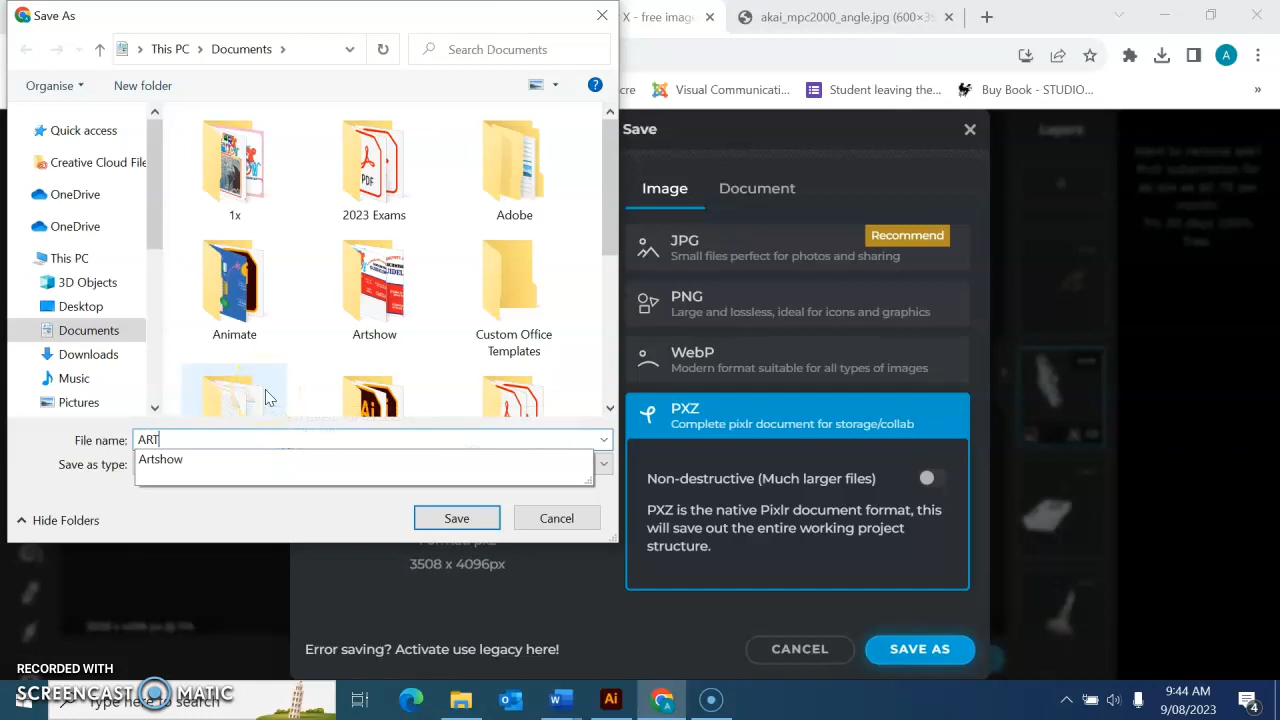 Save As
X - free image
akai_mpc2000_angle.jpg (600×3
This PC
Documents
Search Documents
Organise
New folder
cre
Visual Communicati...
Student leaving the...
Buy Book - STUDIO...
A
Quick access
Creative Cloud File
OneDrive
OneDrive
This PC
3D Objects
Desktop
Documents
Downloads
Music
Pictures
1x
2023 Exams
Adobe
Animate
Artshow
Custom Office
Templates
PDF
Ai
File name: ART
Save as type:
Artshow
Hide Folders
Save
Cancel
Save
Layers
Image
Document
JPG
Recommend
Small files perfect for photos and sharing
PNG
Large and lossless, ideal for icons and graphics
WebP
Modern format suitable for all types of images
PXZ
Complete pixlr document for storage/collab
Non-destructive (Much larger files)
PXZ is the native Pixlr document format, this
will save out the entire working project
structure.
3508 x 4096px
Error saving? Activate use legacy here!
CANCEL
SAVE AS
RECORDED WITH
SCREENCAST MATIC
Type here to search
Ai
9:44 AM
9/08/2023
4